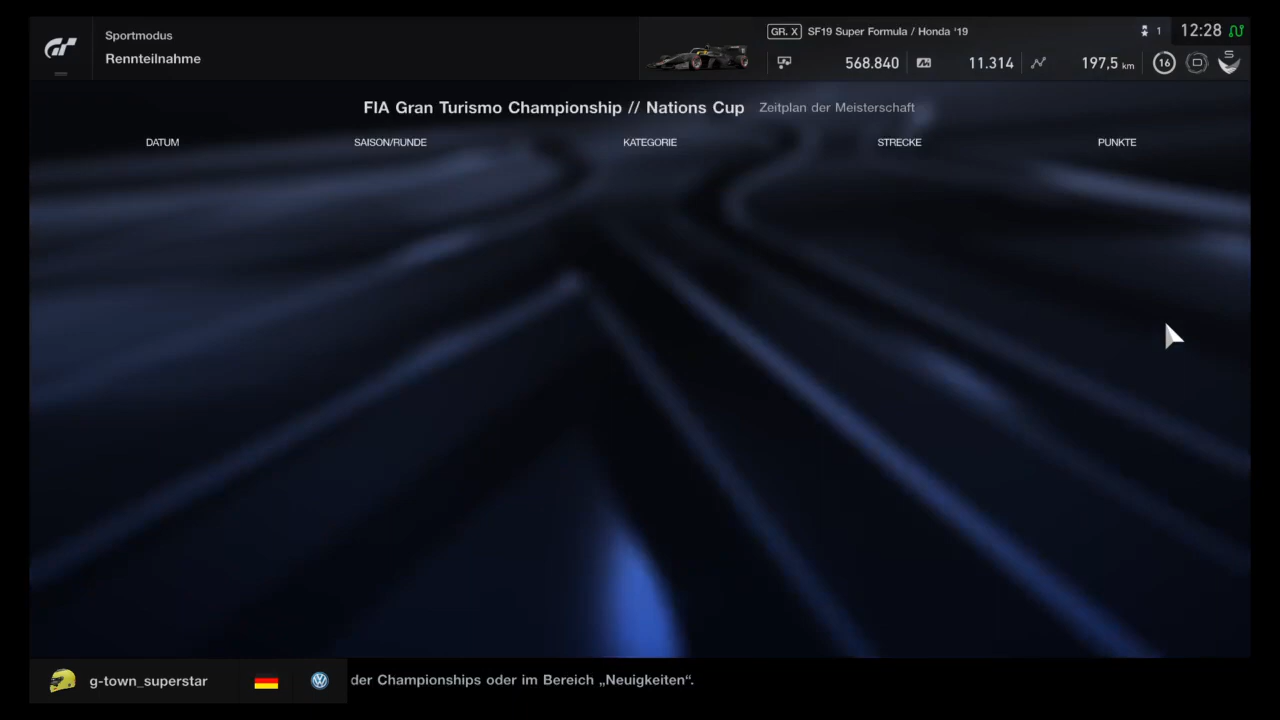 Sportmodus
Rennteilnahme
GR. X SF19 Super Formula / Honda '19
1
12:28
568.840
11.314
197,5 km
16
S
FIA Gran Turismo Championship // Nations Cup Zeitplan der Meisterschaft
DATUM SAISON/RUNDE KATEGORIE STRECKE PUNKTE
g-town_superstar
der Championships oder im Bereich „Neuigkeiten“.